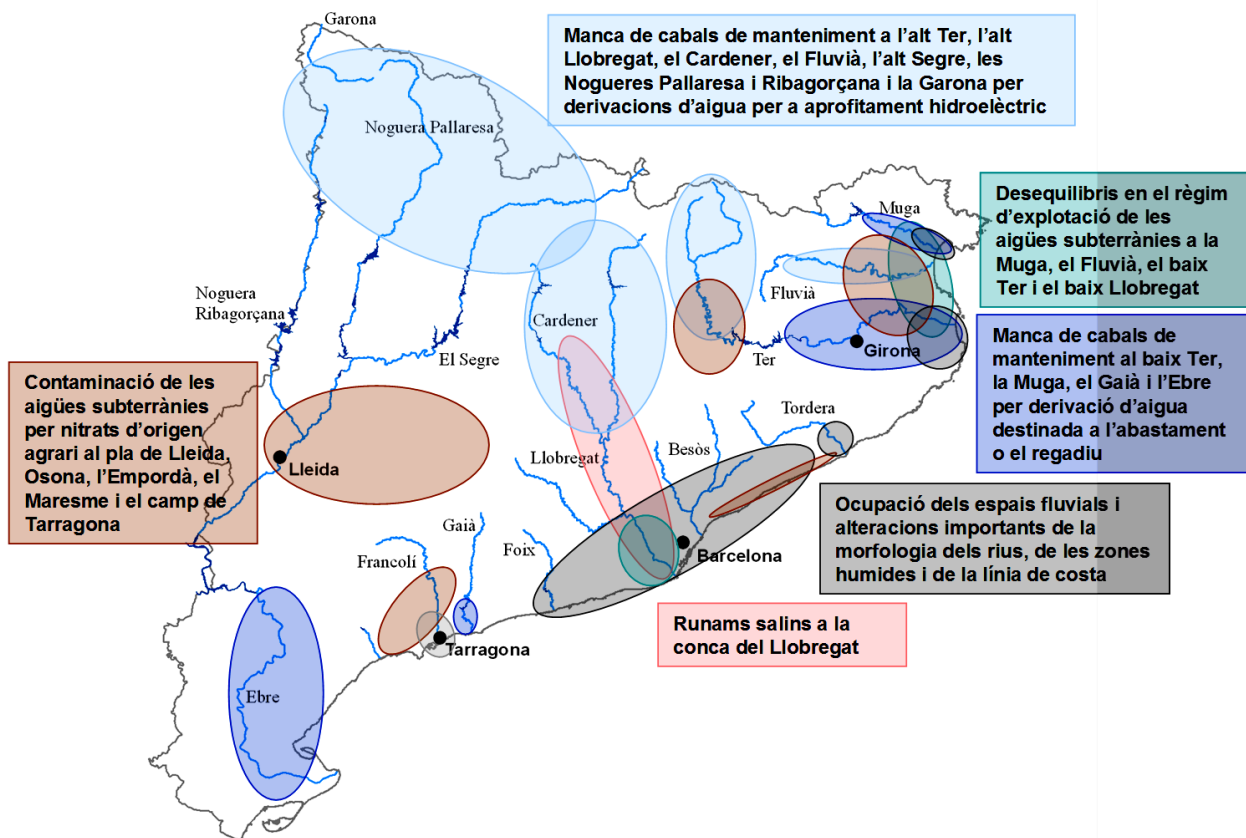 Garona
Manca de cabals de manteniment a l’alt Ter, l’alt
Llobregat, el Cardener, el Fluvià, l’alt Segre, les
Nogueres Pallaresa i Ribagorçana i la Garona per
derivacions d’aigua per a aprofitament hidroelèctric
Noguera Pallaresa
Desequilibris en el règim
d’explotació de les
aigües subterrànies a la
Muga, el Fluvià, el baix
Ter i el baix Llobregat
Muga
Fluvià
Noguera
Ribagorçana
Cardener
El Segre
Ter
Girona
Manca de cabals de
manteniment al baix Ter,
la Muga, el Gaià i l’Ebre
per derivació d’aigua
destinada a l’abastament
o el regadiu
Contaminació de les
aigües subterrànies
per nitrats d’origen
agrari al pla de Lleida,
Osona, l’Empordà, el
Maresme i el camp de
Tarragona
Tordera
Lleida
Llobregat
Besòs
Ocupació dels espais fluvials i
alteracions importants de la
morfologia dels rius, de les zones
humides i de la línia de costa
Gaià
Foix
Barcelona
Francolí
Runams salins a la
conca del Llobregat
Tarragona
Ebre